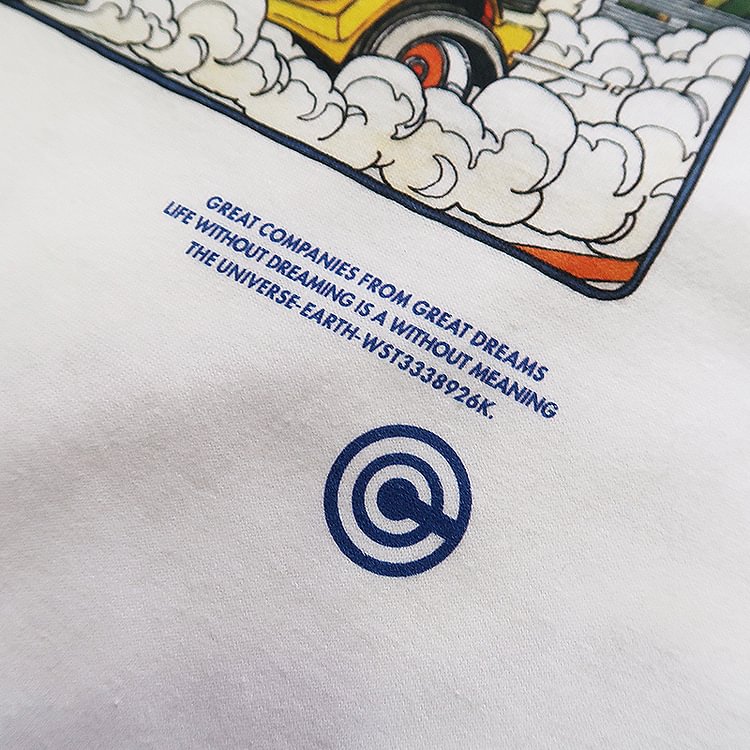 GREAT COMPANIES FROM GREAT DREAMS
LIFE WITHOUT DREAMING IS A WITHOUT MEANING
THE UNIVERSE-EARTH-WST3338926K.